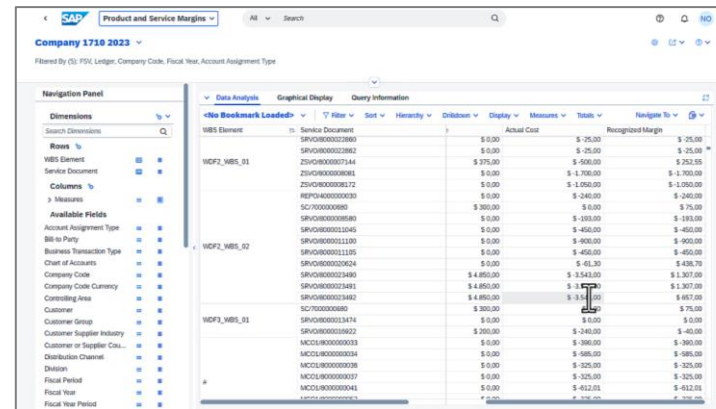 SAP Product and Service Margins All Search NO
Company 1710 2023
Filtered By (5): FSV, Ledger, Company Code, Fiscal Year, Account Assignment Type
Navigation Panel
Dimensions
Search Dimensions
Rows
WBS Element
Service Document
Columns
Measures
Available Fields
Account Assignment Type
Bill-to Party
Business Transaction Type
Chart of Accounts
Company Code
Company Code Currency
Controlling Area
Customer
Customer Group
Customer Supplier Industry
Customer or Supplier Cou...
Distribution Channel
Division
Fiscal Period
Fiscal Year
Fiscal Year Period
Data Analysis Graphical Display Query Information
<No Bookmark Loaded> Filter Sort Hierarchy Drilldown Display Measures Totals Navigate To
WBS Element Service Document Actual Cost Recognized Margin
SRVO/8000022860 $ 0,00 $ -25,00 $ -25,00
SRVO/8000022862 $ 0,00 $ -25,00 $ -25,00
WDF2_WBS_01 ZSVO/8000007144 $ 375,00 $ -500,00 $ 252,55
ZSVO/8000008081 $ 0,00 $ -1.700,00 $ -1.700,00
ZSVO/8000008172 $ 0,00 $ -1.050,00 $ -1.050,00
REPO/4000000030 $ 0,00 $ -240,00 $ -240,00
SC/7000000680 $ 300,00 $ 0,00 $ 75,00
SRVO/8000008580 $ 0,00 $ -193,00 $ -193,00
SRVO/8000011045 $ 0,00 $ -450,00 $ -450,00
WDF2_WBS_02 SRVO/8000011100 $ 0,00 $ -900,00 $ -900,00
SRVO/8000011105 $ 0,00 $ -450,00 $ -450,00
SRVO/8000020624 $ 0,00 $ -61,30 $ 438,70
SRVO/8000023490 $ 4.850,00 $ -3.543,00 $ 1.307,00
SRVO/8000023491 $ 4.850,00 $ 1.307,00
SRVO/8000023492 $ 4.850,00 $ 657,00
SC/7000000680 $ 300,00 $ 75,00
WDF3_WBS_01 SRVO/8000013474 $ 0,00 $ 0,00 $ 0,00
SRVO/8000016922 $ 200,00 $ -240,00 $ -40,00
MCO1/8000000033 $ 0,00 $ -390,00 $ -390,00
MCO1/8000000034 $ 0,00 $ -585,00 $ -585,00
MCO1/8000000036 $ 0,00 $ -325,00 $ -325,00
MCO1/8000000037 $ 0,00 $ -325,00 $ -325,00
# MCO1/8000000041 $ 0,00 $ -612,01 $ -612,01